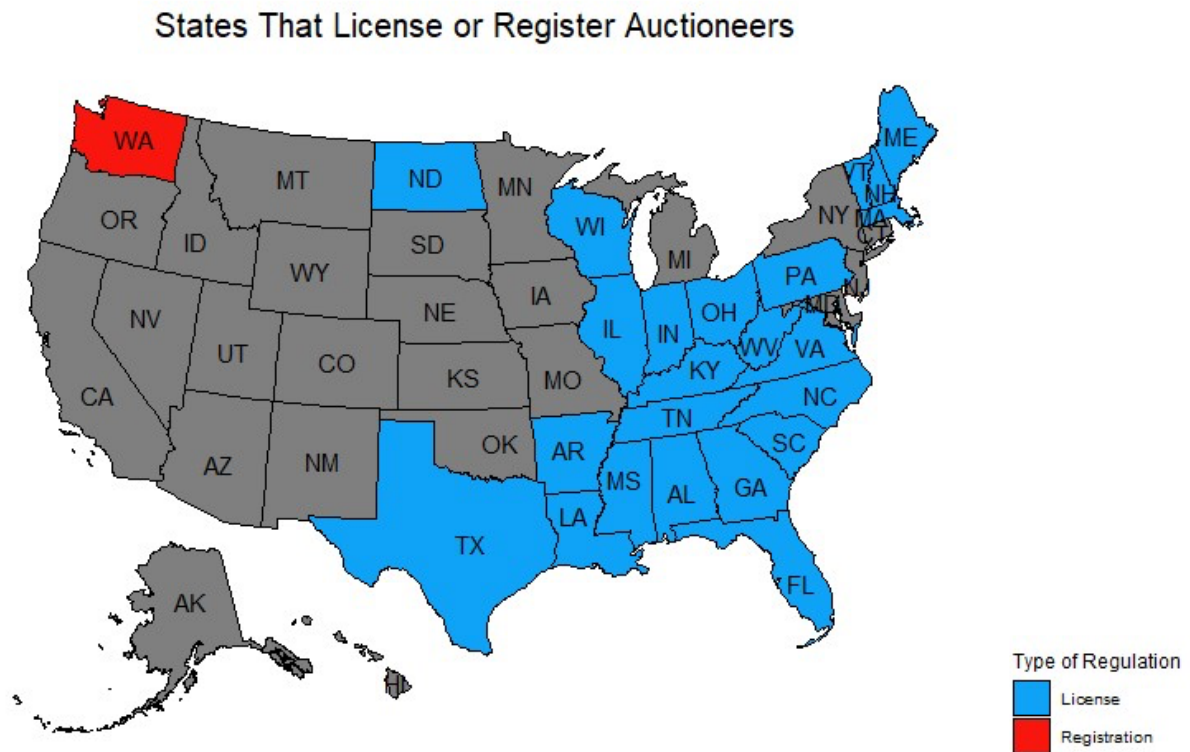 States That License or Register Auctioneers
WA
MT
ND
MN
ME
VT
NH
OR
ID
SD
WI
NY
MA
CT
WY
MI
IA
PA
NJ
NV
NE
IL
IN
OH
MD
UT
CO
WV
VA
CA
KS
MO
KY
NC
TN
AZ
NM
OK
AR
SC
MS
AL
GA
LA
TX
FL
AK
HI
Type of Regulation
License
Registration